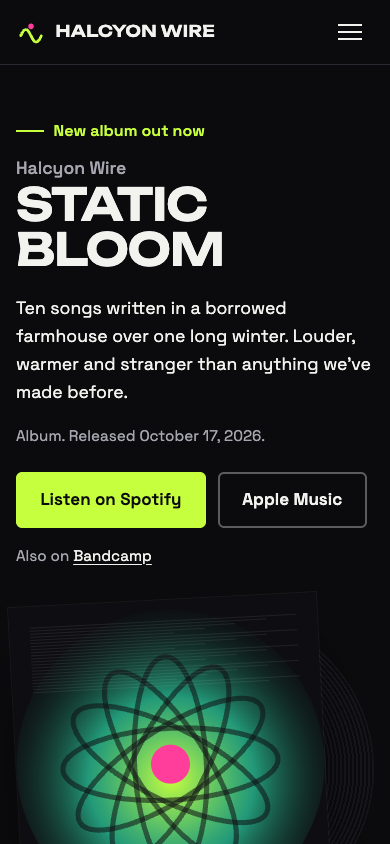 HALCYON WIRE
New album out now
Halcyon Wire
STATIC
BLOOM
Ten songs written in a borrowed
farmhouse over one long winter. Louder,
warmer and stranger than anything we've
made before.
Album. Released October 17, 2026.
Listen on Spotify
Apple Music
Also on Bandcamp